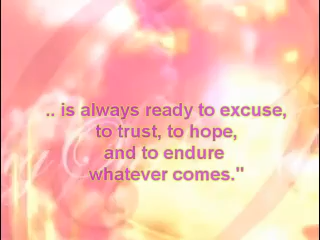 .. is always ready to excuse,
to trust, to hope,
and to endure
whatever comes."